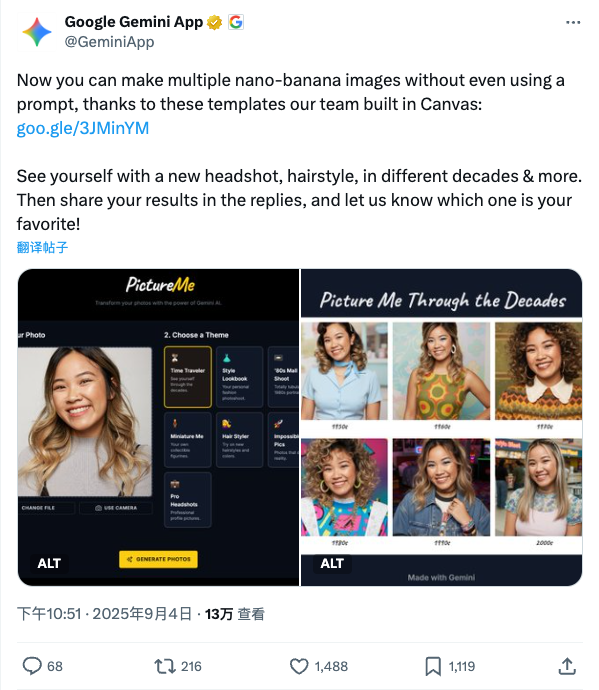 Google Gemini App
@GeminiApp
Now you can make multiple nano-banana images without even using a
prompt, thanks to these templates our team built in Canvas:
goo.gle/3JMinYM
See yourself with a new headshot, hairstyle, in different decades & more.
Then share your results in the replies, and let us know which one is your
favorite!
翻译帖子
PictureMe
Transform your photos with the power of Gemini AI.
ur Photo
2. Choose a Theme
Time Traveler
See yourself
through the
decades.
Style
Lookbook
Your personal
fashion
photoshoot.
'80s Mall
Shoot
Totally tubular
1980s portrait
Miniature Me
Your own
collectible
figurines.
Hair Styler
Try on new
hairstyles and
colors.
Impossib
Pics
Photos that
reality.
Pro
Headshots
Professional
profile pictures.
CHANGE FILE
USE CAMERA
GENERATE PHOTOS
ALT
Picture Me Through the Decades
1950s
1960s
1970s
1980s
1990s
2000s
Made with Gemini
ALT
下午10:51 · 2025年9月4日 · 13万 查看
68
216
1,488
1,119